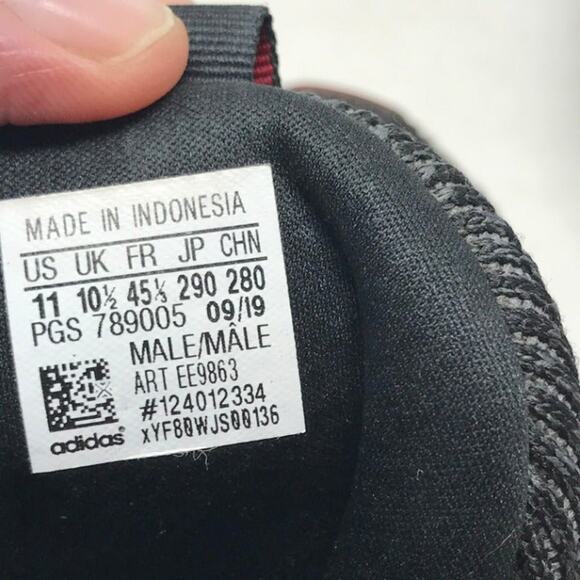 MADE IN INDONESIA
US UK FR JP CHN
11 10½ 45⅓ 290 280
PGS 789005 09/19
MALE/MÂLE
ART EE9863
#124012334
xYF80WJS00136
adidas